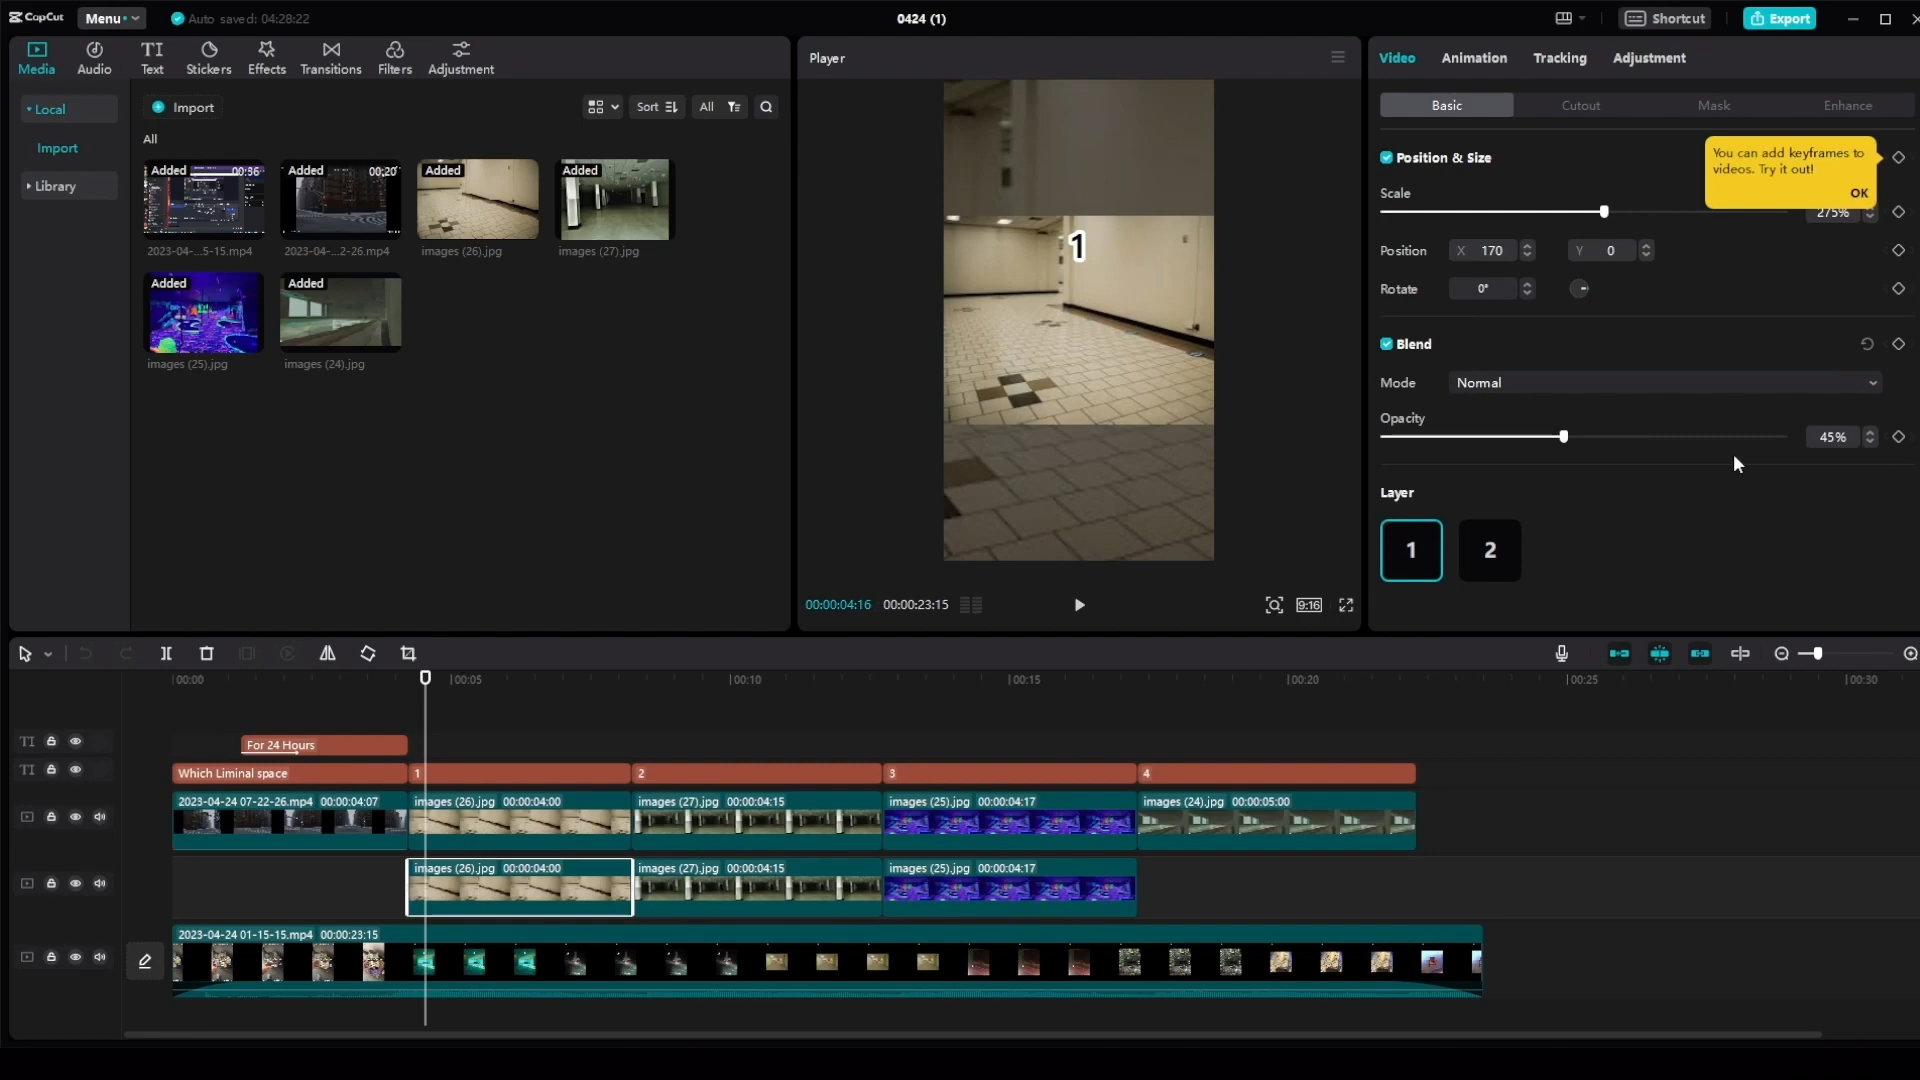 CapCut
Menu
Auto saved: 04:28:22
0424 (1)
Shortcut
Export
Media
Audio
TI
Text
Stickers
Effects
Transitions
Filters
Adjustment
Local
Import
Library
Import
Sort
All
All
Added 00:36
2023-04-...5-15.mp4
Added 00:20
2023-04-...2-26.mp4
Added
images (26).jpg
Added
images (27).jpg
Added
images (25).jpg
Added
images (24).jpg
Player
1
00:00:04:16
00:00:23:15
9:16
Video
Animation
Tracking
Adjustment
Basic
Cutout
Mask
Enhance
Position & Size
You can add keyframes to
videos. Try it out!
OK
Scale
275%
Position
X 170
Y 0
Rotate
0°
Blend
Mode
Normal
Opacity
45%
Layer
1
2
00:00
00:05
00:10
00:15
00:20
00:25
00:30
TI
For 24 Hours
TI
Which Liminal space
1
2
3
4
2023-04-24 07-22-26.mp4 00:00:04:07
images (26).jpg 00:00:04:00
images (27).jpg 00:00:04:15
images (25).jpg 00:00:04:17
images (24).jpg 00:00:05:00
images (26).jpg 00:00:04:00
images (27).jpg 00:00:04:15
images (25).jpg 00:00:04:17
2023-04-24 01-15-15.mp4 00:00:23:15